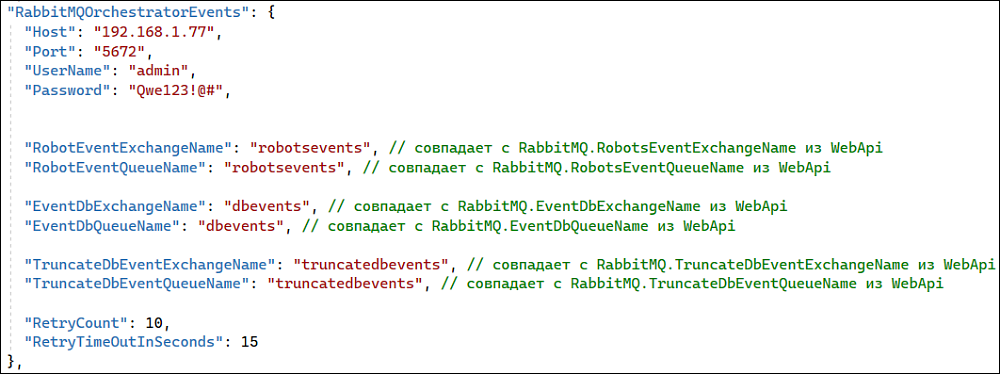 "RabbitMQOrchestratorEvents": {
"Host": "192.168.1.77",
"Port": "5672",
"UserName": "admin",
"Password": "Qwe123!@#",
"RobotEventExchangeName": "robotsevents", // совпадает с RabbitMQ.RobotsEventExchangeName из WebApi
"RobotEventQueueName": "robotsevents", // совпадает с RabbitMQ.RobotsEventQueueName из WebApi
"EventDbExchangeName": "dbevents", // совпадает с RabbitMQ.EventDbExchangeName из WebApi
"EventDbQueueName": "dbevents", // совпадает с RabbitMQ.EventDbQueueName из WebApi
"TruncateDbEventExchangeName": "truncatedbevents", // совпадает с RabbitMQ.TruncateDbEventExchangeName из WebApi
"TruncateDbEventQueueName": "truncatedbevents", // совпадает с RabbitMQ.TruncateDbEventQueueName из WebApi
"RetryCount": 10,
"RetryTimeOutInSeconds": 15
},